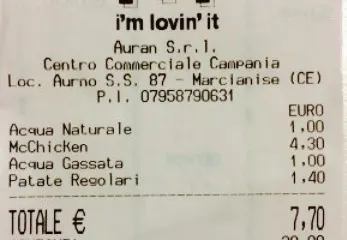 i'm lovin' it
Auran S.r.l.
Centro Commerciale Campania
Loc. Aurno S.S. 87 - Marcianise (CE)
P.I. 07958790631
EURO
Acqua Naturale 1,00
McChicken 4,30
Acqua Gassata 1,00
Patate Regolari 1,40
TOTALE € 7,70